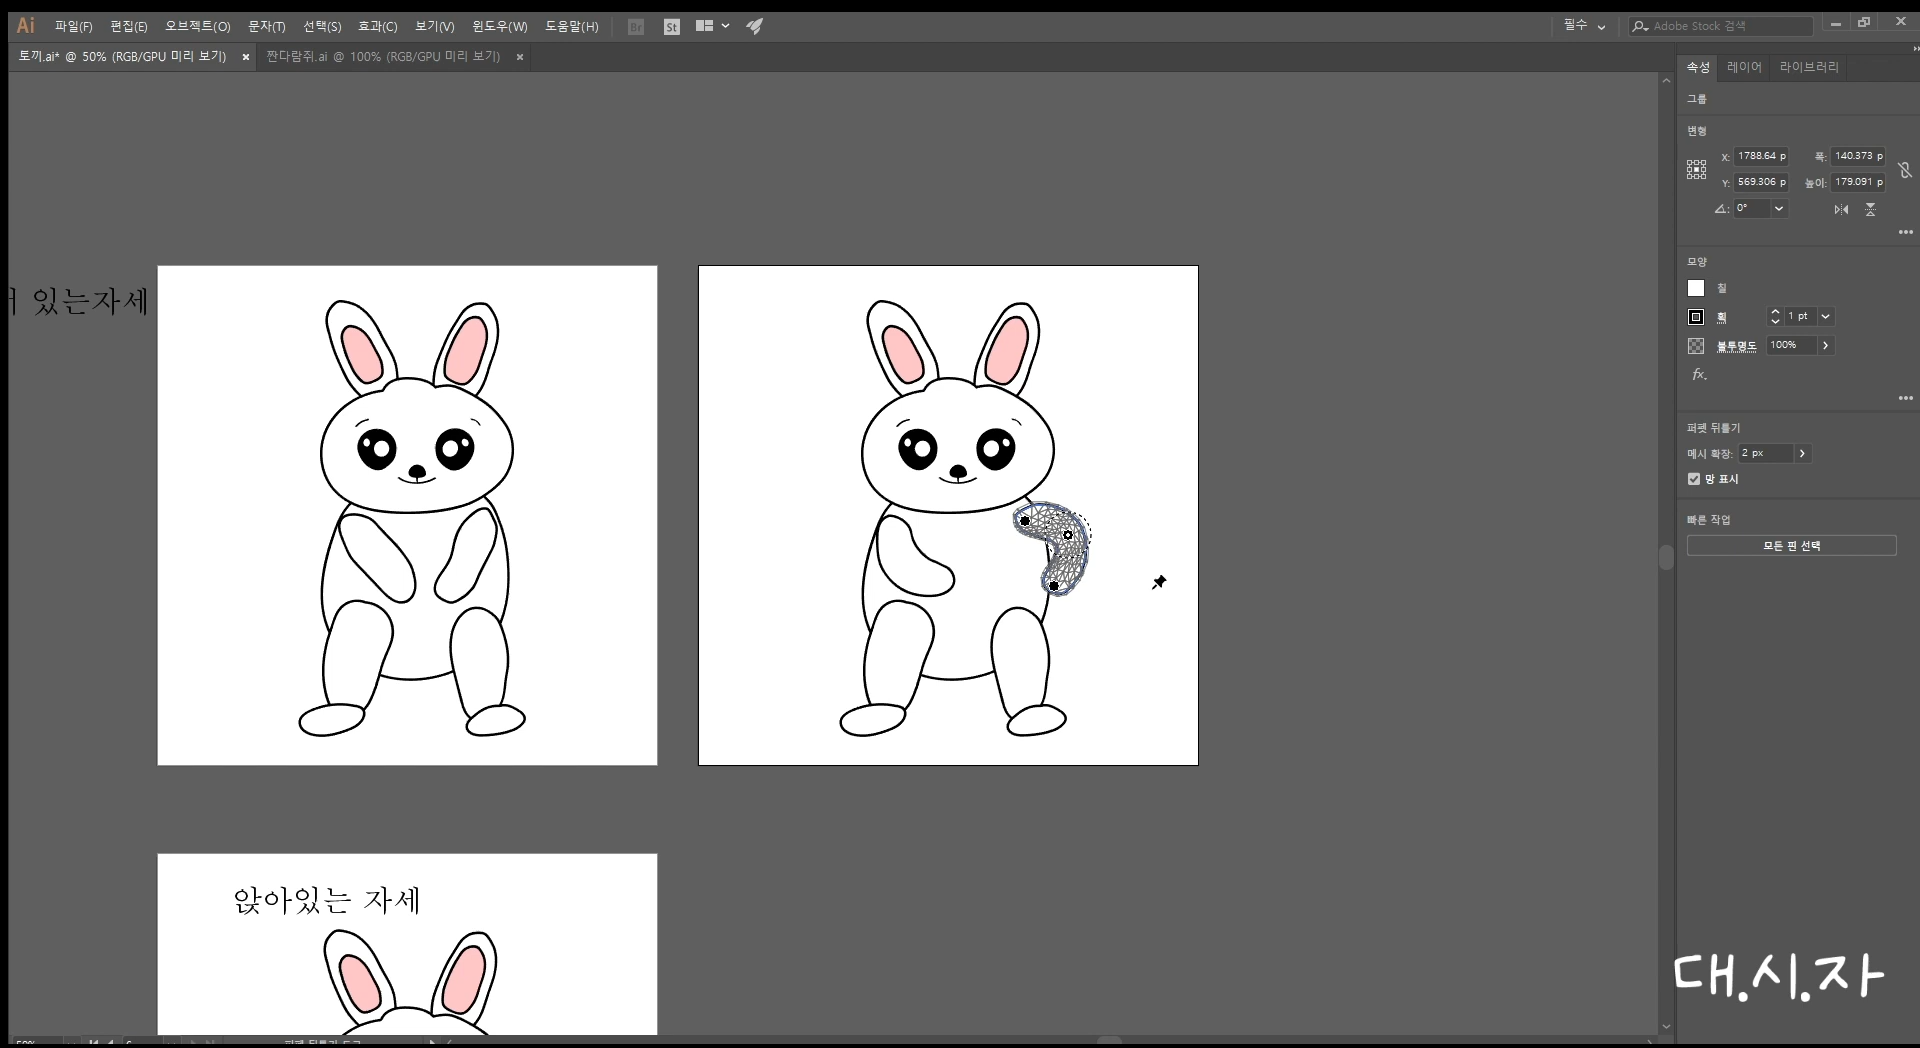 Ai 파일(F) 편집(E) 오브젝트(O) 문자(T) 선택(S) 효과(C) 보기(V) 윈도우(W) 도움말(H) Br St 필수 Adobe Stock 검색
토끼.ai* @ 50% (RGB/GPU 미리 보기) × 짠다람쥐.ai @ 100% (RGB/GPU 미리 보기) ×
속성 레이어 라이브러리
그룹
변형
X: 1788.64 p 폭: 140.373 p
Y: 569.306 p 높이: 179.091 p
0°
모양
칠
획 1 pt
불투명도 100%
fx.
퍼펫 뒤틀기
메시 확장: 2 px
망 표시
빠른 작업
모든 핀 선택
있는자세
앉아있는 자세
대.시.자